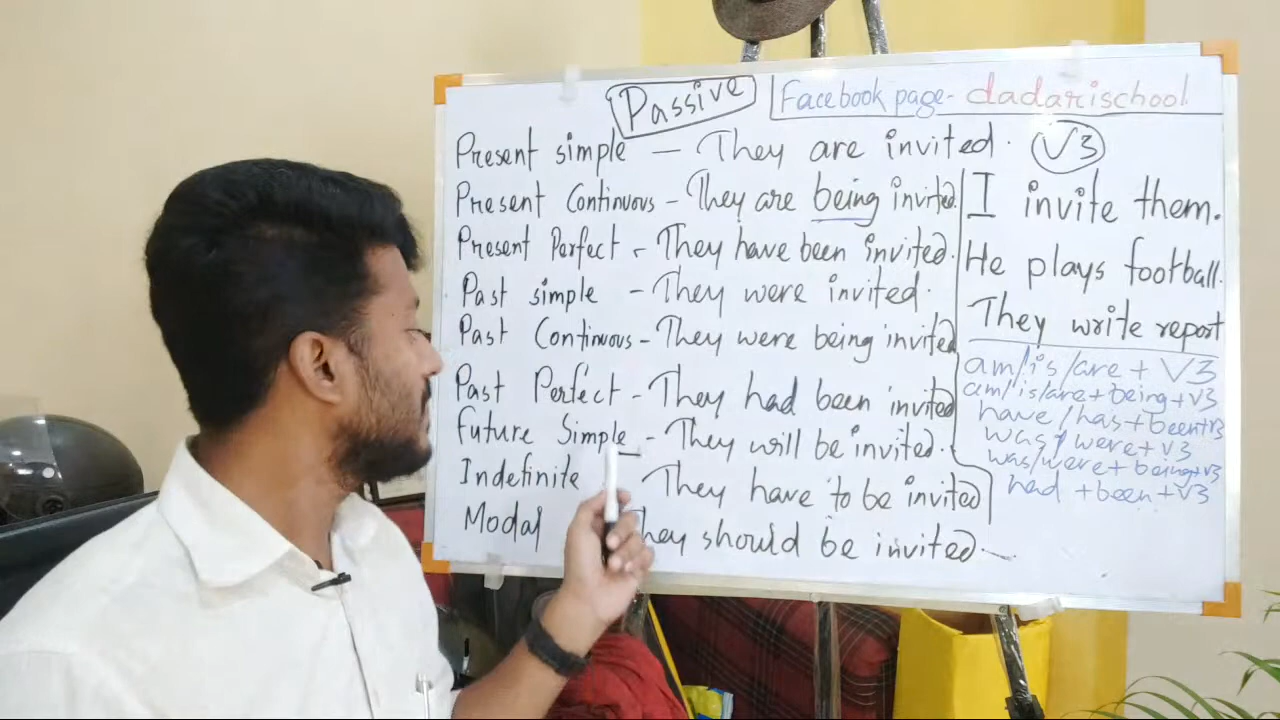 Passive
Facebook page- dadarischool
Present simple — They are invited. V3
Present Continuous - They are being invited.
Present Perfect - They have been invited.
Past simple - They were invited.
Past Continuous - They were being invited
Past Perfect - They had been invited
Future Simple - They will be invited.
Indefinite They have to be invited
Modal They should be invited.
I invite them.
He plays football.
They write report
am/is/are + V3
am/is/are+being+V3
have/has+been+V3
was/were+V3
was/were+being+V3
had +been+V3